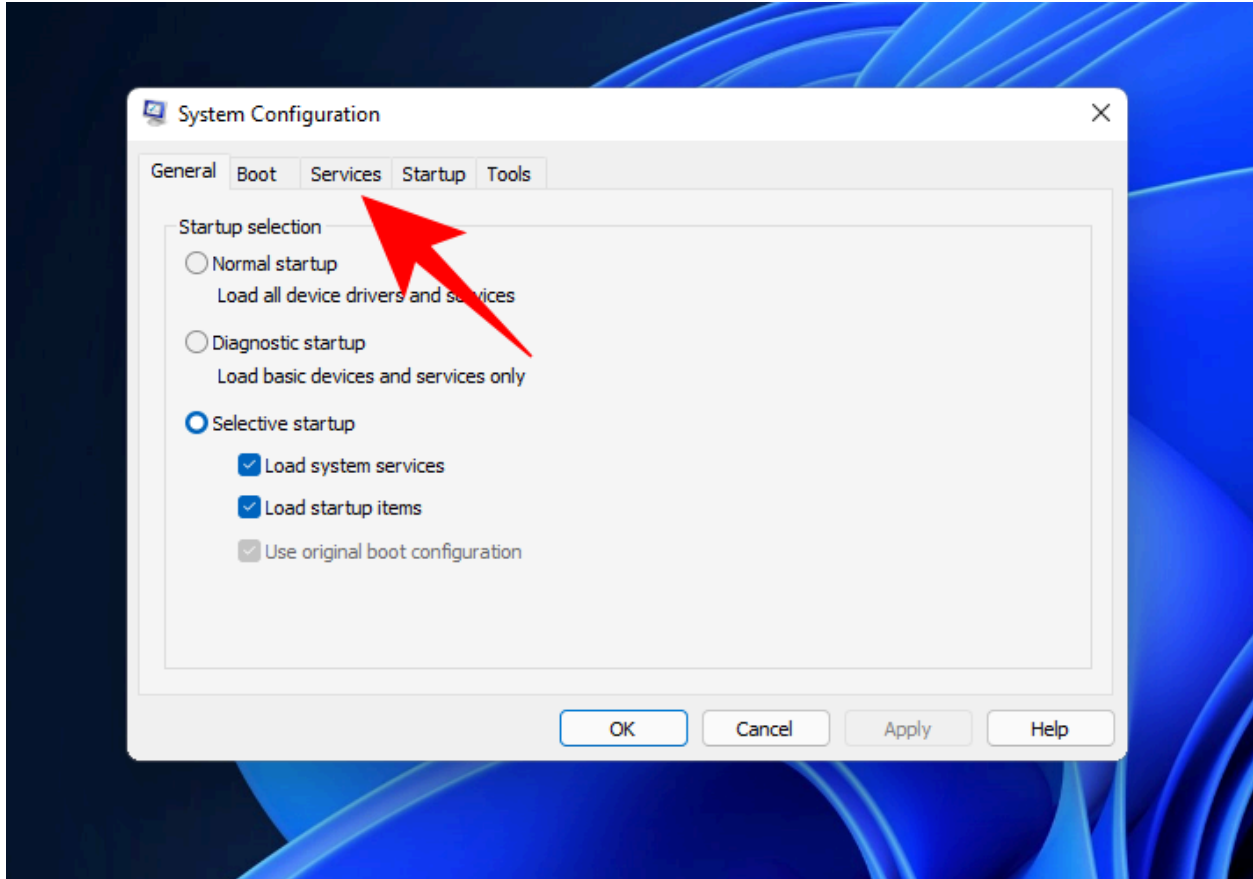 System Configuration
General Boot Services Startup Tools
Startup selection
Normal startup
Load all device drivers and services
Diagnostic startup
Load basic devices and services only
Selective startup
Load system services
Load startup items
Use original boot configuration
OK Cancel Apply Help